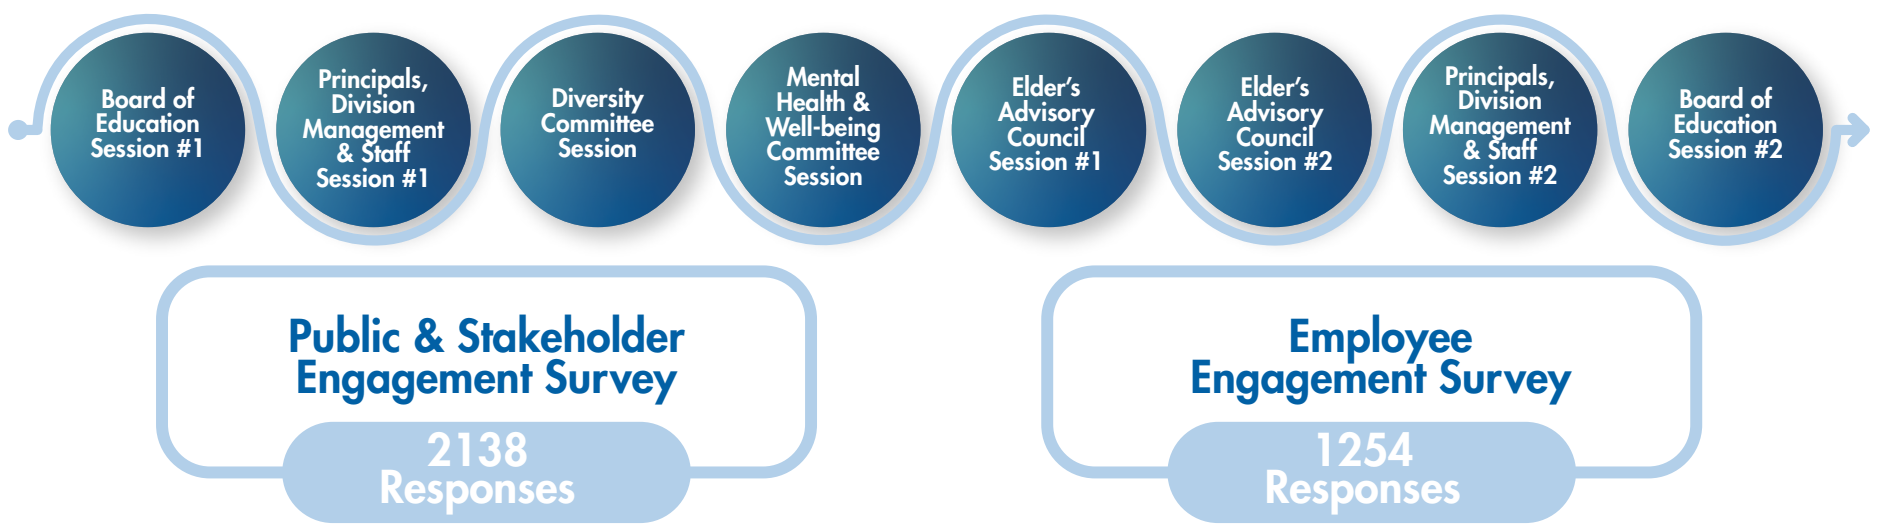 Board of
Education
Session #1
Principals,
Division
Management
& Staff
Session #1
Diversity
Committee
Session
Mental
Health &
Well-being
Committee
Session
Elder’s
Advisory
Council
Session #1
Elder’s
Advisory
Council
Session #2
Principals,
Division
Management
& Staff
Session #2
Board of
Education
Session #2
Public & Stakeholder
Engagement Survey
2138
Responses
Employee
Engagement Survey
1254
Responses